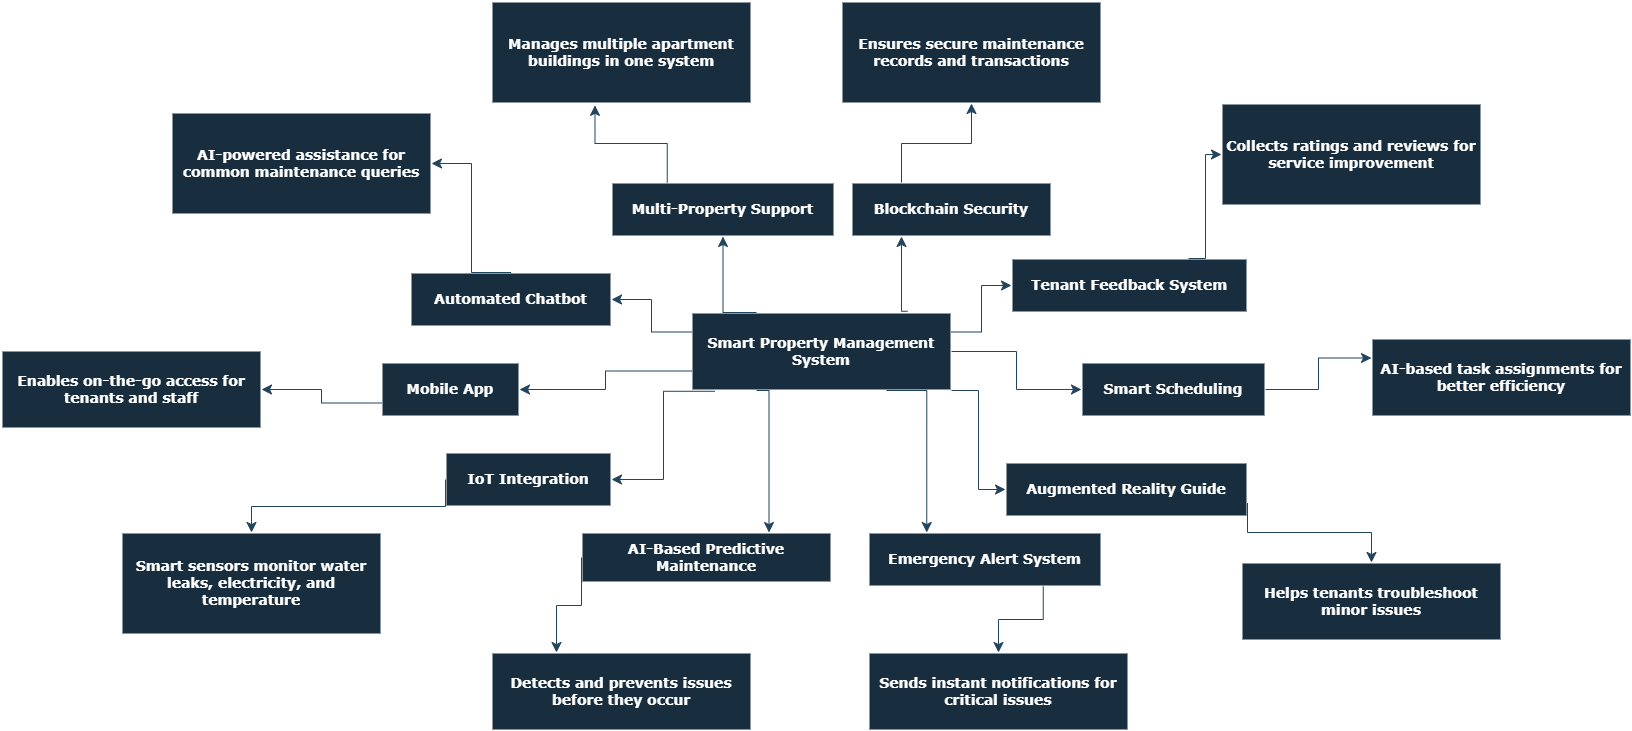 Manages multiple apartment
buildings in one system
Ensures secure maintenance
records and transactions
AI-powered assistance for
common maintenance queries
Collects ratings and reviews for
service improvement
Multi-Property Support
Blockchain Security
Automated Chatbot
Tenant Feedback System
Smart Property Management
System
Enables on-the-go access for
tenants and staff
Mobile App
Smart Scheduling
AI-based task assignments for
better efficiency
IoT Integration
Augmented Reality Guide
Smart sensors monitor water
leaks, electricity, and
temperature
AI-Based Predictive
Maintenance
Emergency Alert System
Helps tenants troubleshoot
minor issues
Detects and prevents issues
before they occur
Sends instant notifications for
critical issues